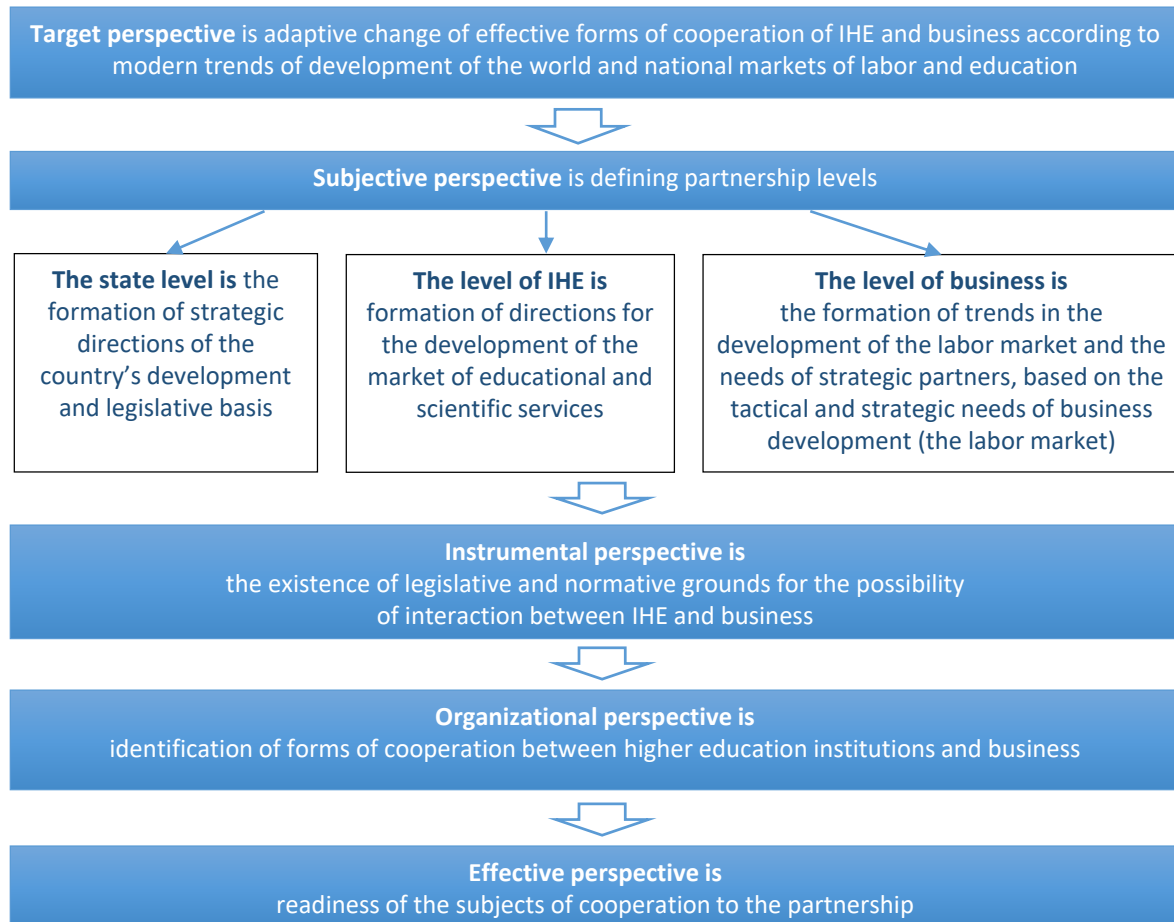 Target perspective is adaptive change of effective forms of cooperation of IHE and business according to
modern trends of development of the world and national markets of labor and education
Subjective perspective is defining partnership levels
The state level is the
formation of strategic
directions of the
country’s development
and legislative basis
The level of IHE is
formation of directions for
the development of the
market of educational and
scientific services
The level of business is
the formation of trends in the
development of the labor market and the
needs of strategic partners, based on the
tactical and strategic needs of business
development (the labor market)
Instrumental perspective is
the existence of legislative and normative grounds for the possibility
of interaction between IHE and business
Organizational perspective is
identification of forms of cooperation between higher education institutions and business
Effective perspective is
readiness of the subjects of cooperation to the partnership